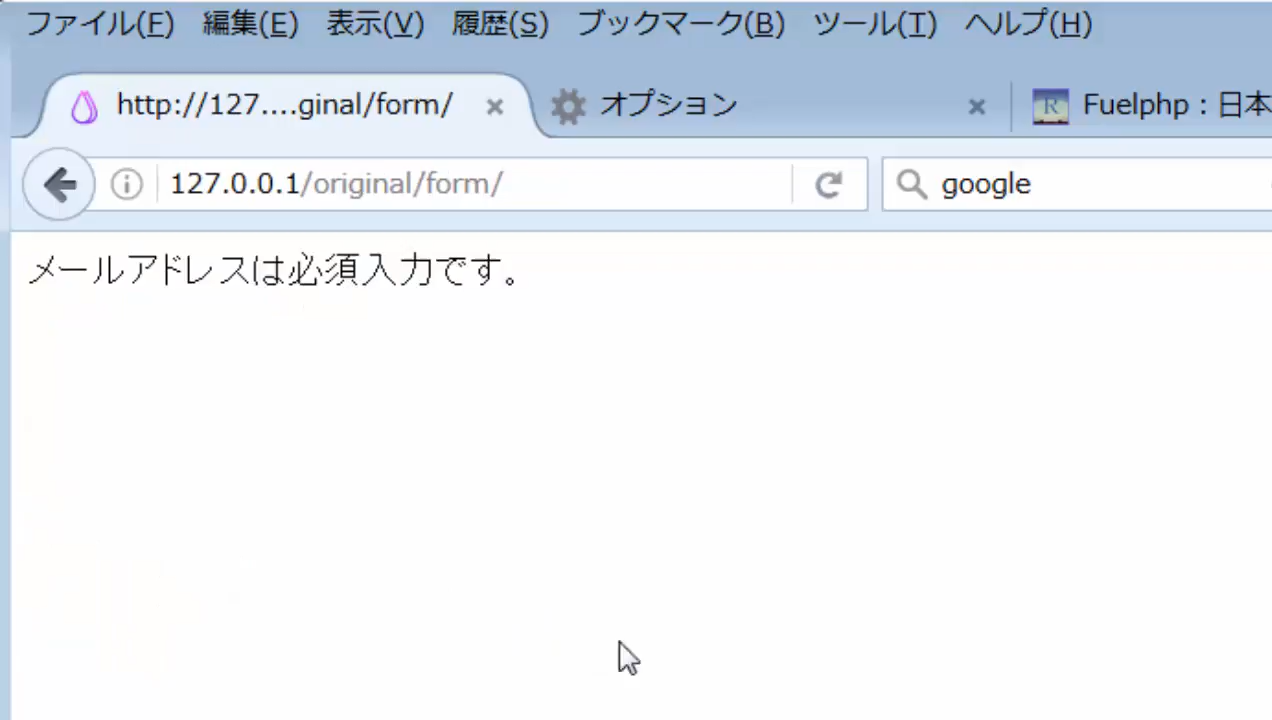 ファイル(F) 編集(E) 表示(V) 履歴(S) ブックマーク(B) ツール(T) ヘルプ(H)
http://127....ginal/form/ オプション Fuelphp : 日本
127.0.0.1/original/form/ google
メールアドレスは必須入力です。